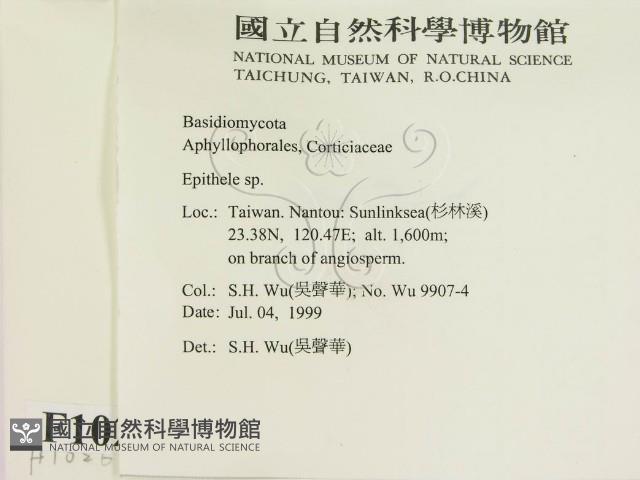 國立自然科學博物館
NATIONAL MUSEUM OF NATURAL SCIENCE
TAICHUNG, TAIWAN, R.O.CHINA
Basidiomycota
Aphyllophorales, Corticiaceae
Epithele sp.
Loc.: Taiwan. Nantou: Sunlinksea(杉林溪)
23.38N, 120.47E; alt. 1,600m;
on branch of angiosperm.
Col.: S.H. Wu(吳聲華); No. Wu 9907-4
Date: Jul. 04, 1999
Det.: S.H. Wu(吳聲華)
F10
國立自然科學博物館
NATIONAL MUSEUM OF NATURAL SCIENCE